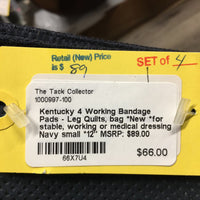 Retail (New) Price
is $ 89
SET OF 4
1
The Tack Collector
1000997-100
Kentucky 4 Working Bandage
Pads - Leg Quilts, bag *New *for
stable, working or medical dressing
Navy small *12" MSRP: $89.00
$66.00
66X7U4